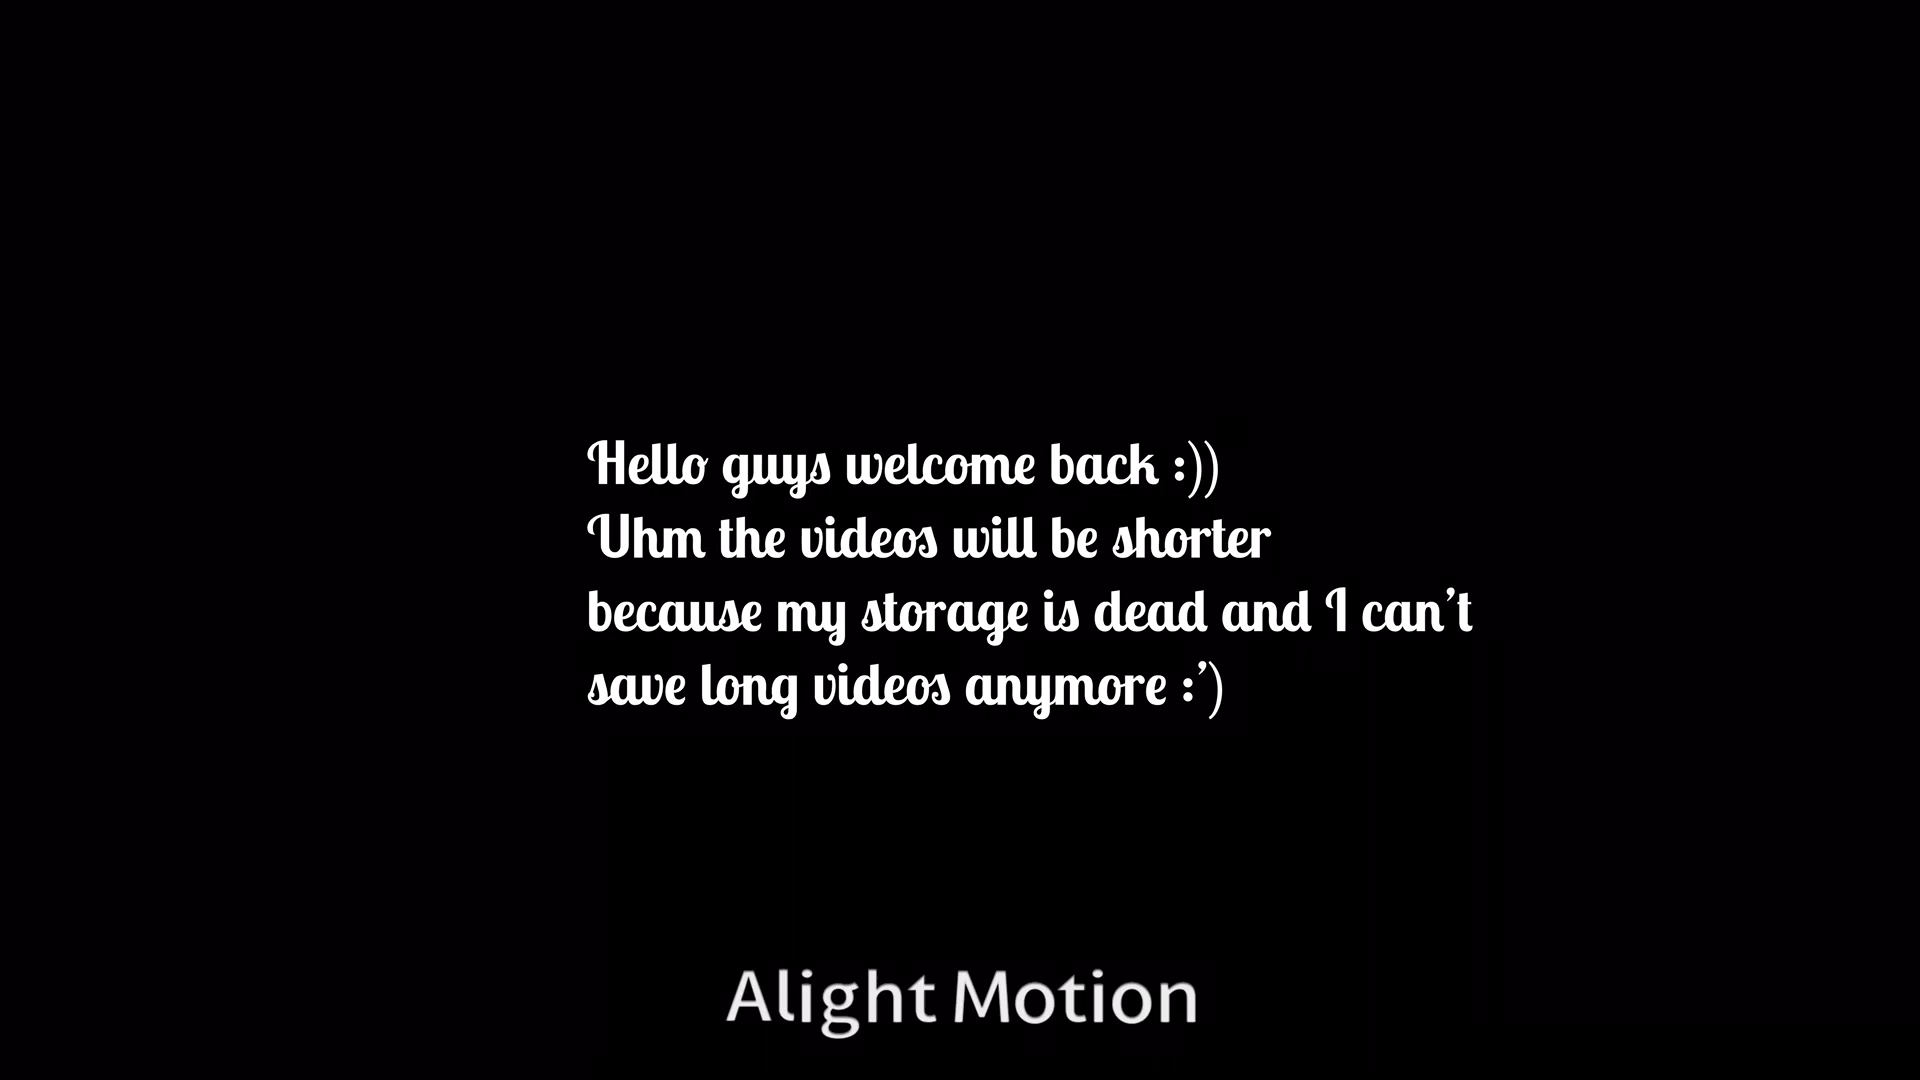 Hello guys welcome back :))
Uhm the videos will be shorter
because my storage is dead and I can't
save long videos anymore :')
Alight Motion